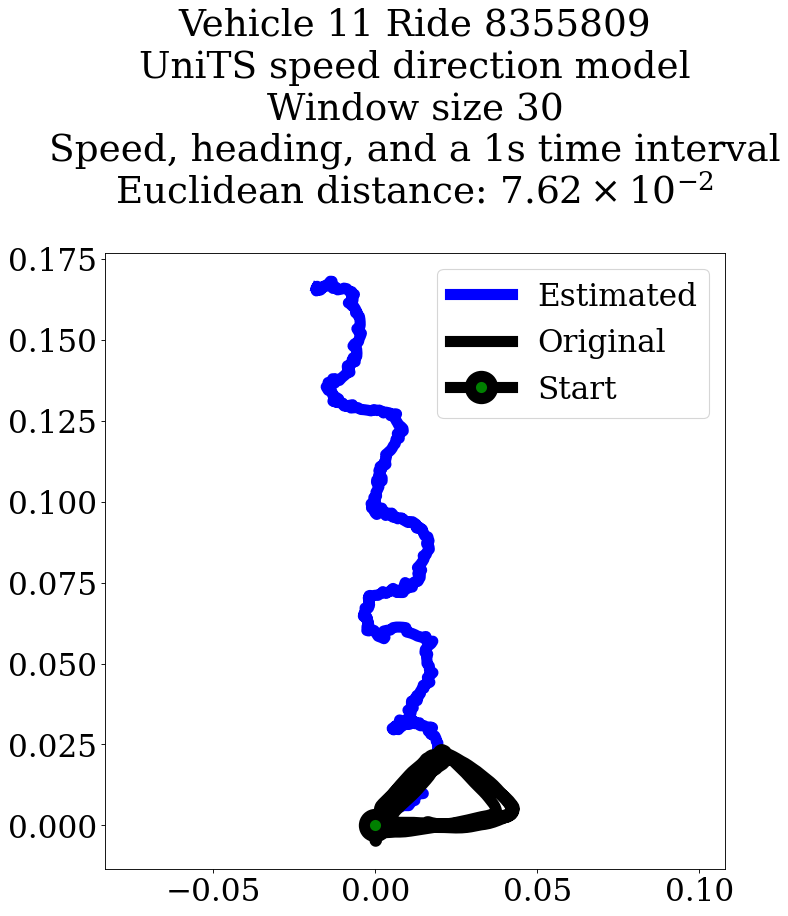 Vehicle 11 Ride 8355809
UniTS speed direction model
Window size 30
Speed, heading, and a 1s time interval
Euclidean distance: 7.62 × 10⁻²
0.175
0.150
0.125
0.100
0.075
0.050
0.025
0.000
Estimated
Original
Start
−0.05 0.00 0.05 0.10